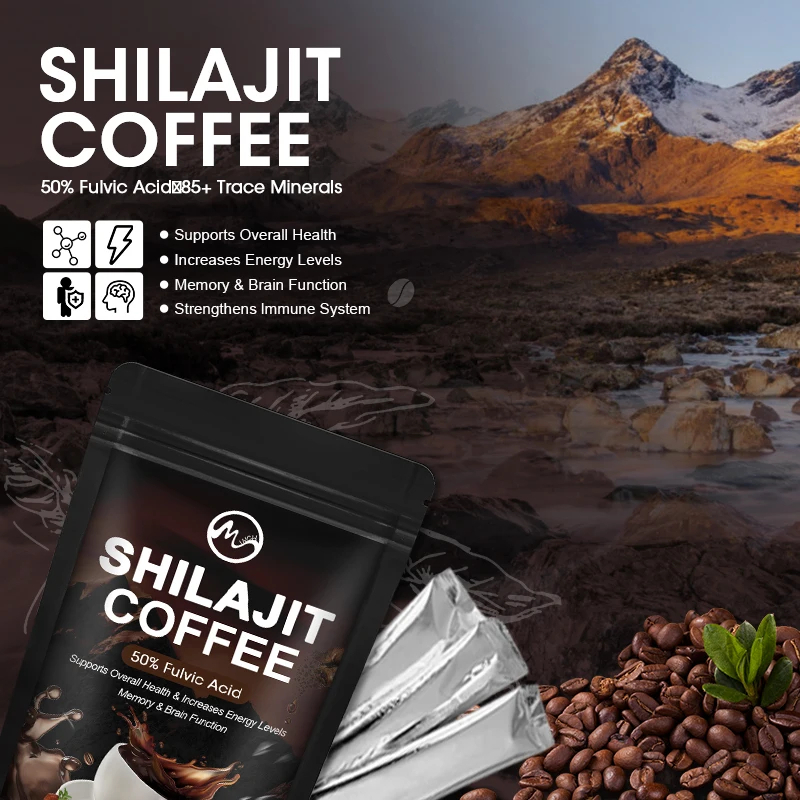 SHILAJIT
COFFEE
50% Fulvic Acid☒85+ Trace Minerals
Supports Overall Health
Increases Energy Levels
Memory & Brain Function
Strengthens Immune System
MINCH
SHILAJIT
COFFEE
50% Fulvic Acid
Supports Overall Health & Increases Energy Levels
Memory & Brain Function